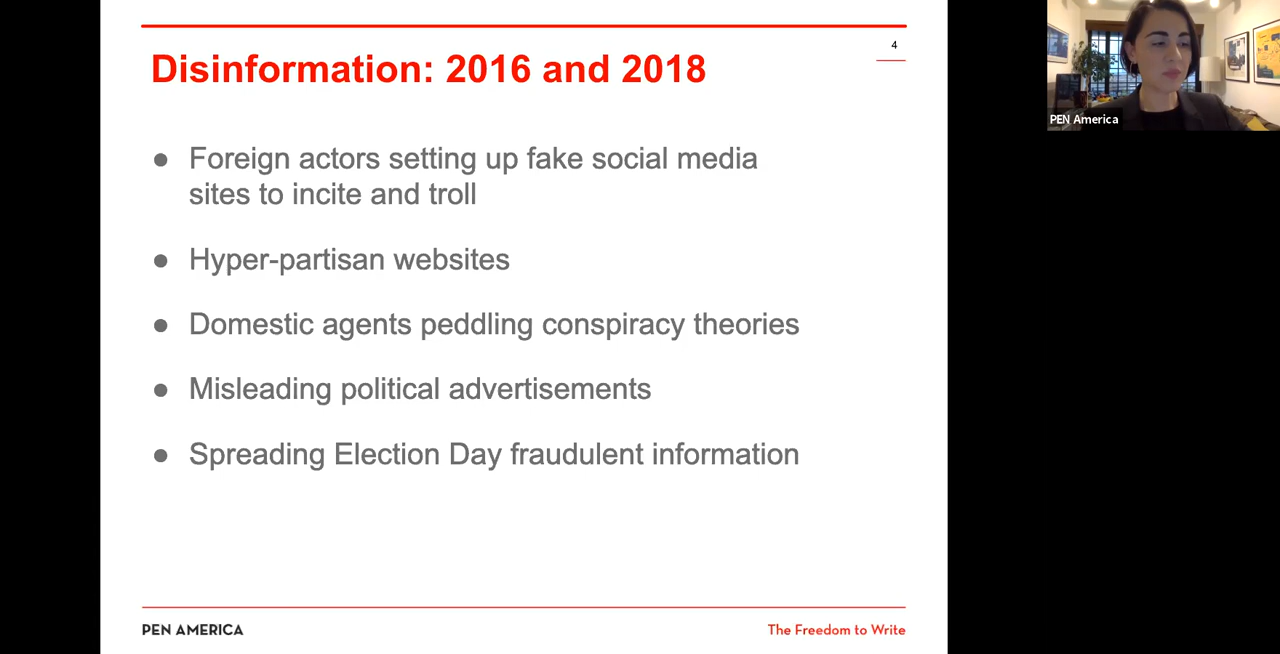 4
Disinformation: 2016 and 2018
● Foreign actors setting up fake social media
sites to incite and troll
● Hyper-partisan websites
● Domestic agents peddling conspiracy theories
● Misleading political advertisements
● Spreading Election Day fraudulent information
PEN AMERICA
The Freedom to Write
PEN America